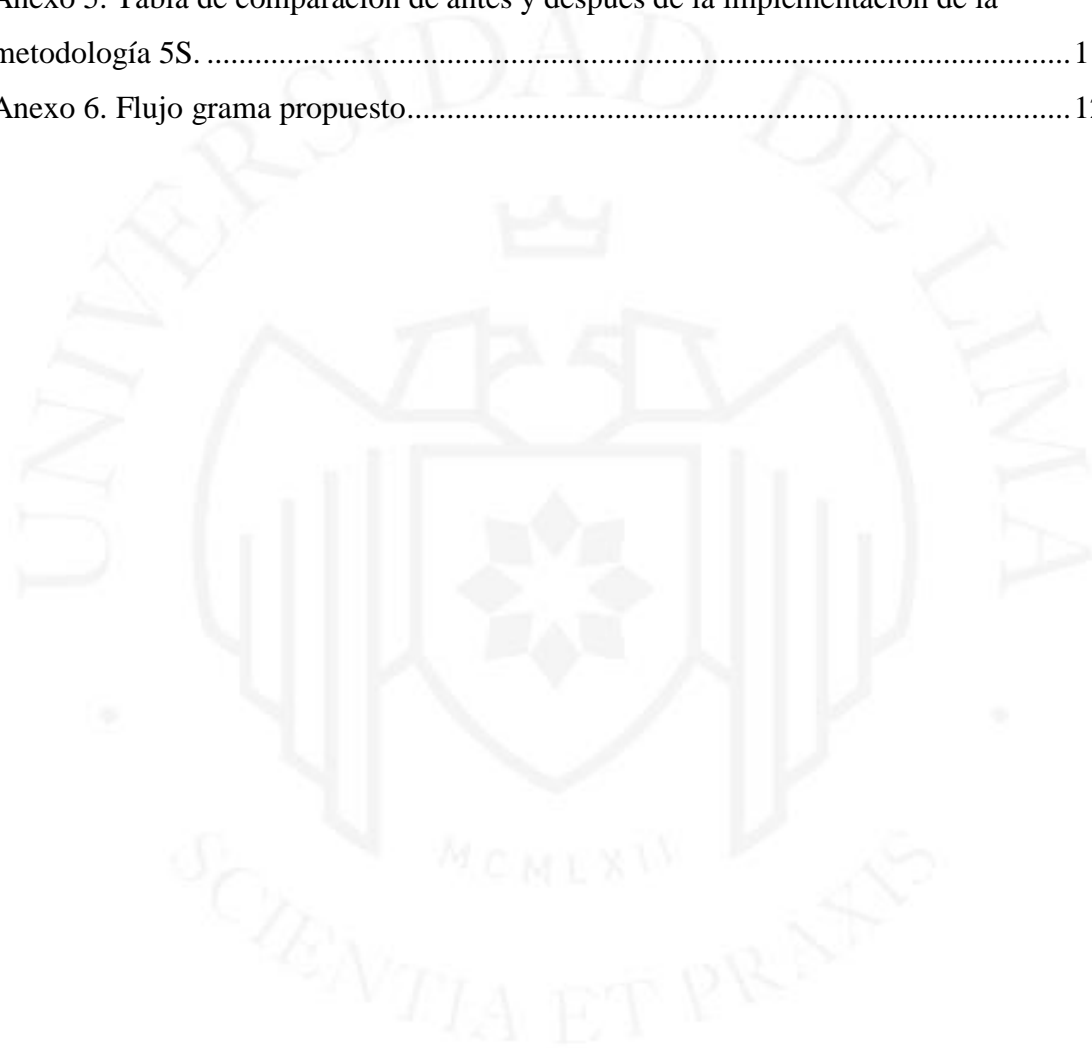 Anexo 5. Tabla de comparación de antes y después de la implementación de la
metodología 5S. ........................................................................................................ 1
Anexo 6. Flujo grama propuesto................................................................................ 12
UNIVERSIDAD DE LIMA
MCMLXII
SCIENTIA ET PRAXIS